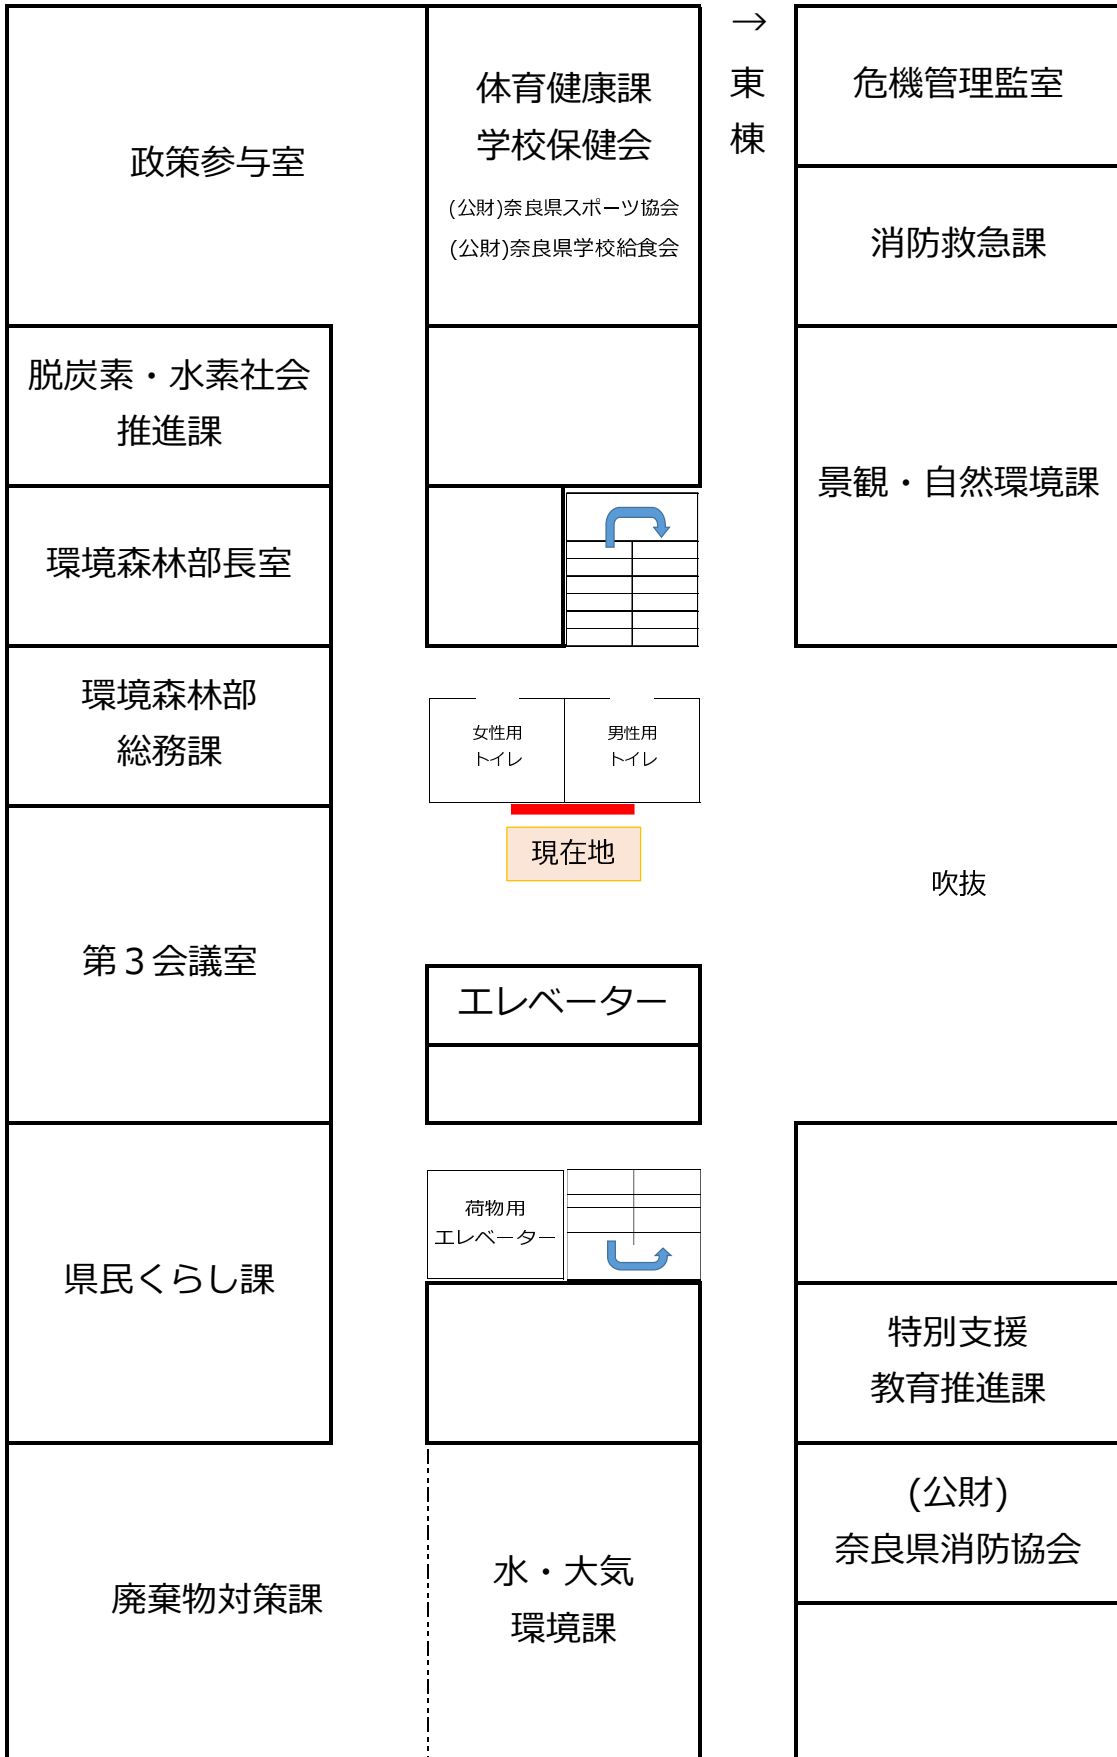 政策参与室
体育健康課
学校保健会
(公財)奈良県スポーツ協会
(公財)奈良県学校給食会
→
東
棟
危機管理監室
消防救急課
脱炭素・水素社会
推進課
景観・自然環境課
環境森林部長室
環境森林部
総務課
女性用
トイレ
男性用
トイレ
現在地
吹抜
第３会議室
エレベーター
荷物用
エレベーター
県民くらし課
特別支援
教育推進課
(公財)
奈良県消防協会
廃棄物対策課
水・大気
環境課